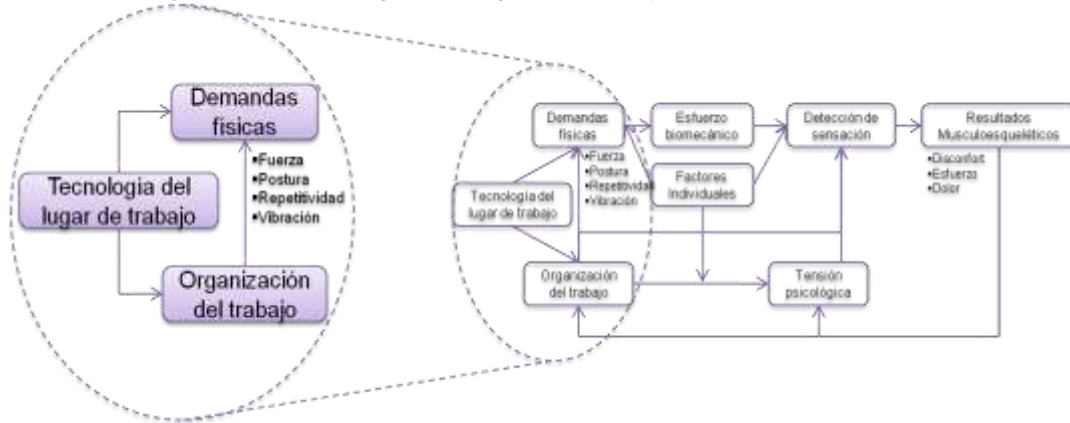 Demandas
físicas
•Fuerza
•Postura
•Repetitividad
•Vibración
Tecnología del
lugar de trabajo
Organización
del trabajo
Demandas
físicas
•Fuerza
•Postura
•Repetitividad
•Vibración
Tecnología del
lugar de trabajo
Organización
del trabajo
Esfuerzo
biomecánico
Factores
Individuales
Detección de
sensación
Tensión
psicológica
Resultados
Musculoesqueléticos
•Disconfort
•Esfuerzo
•Dolor